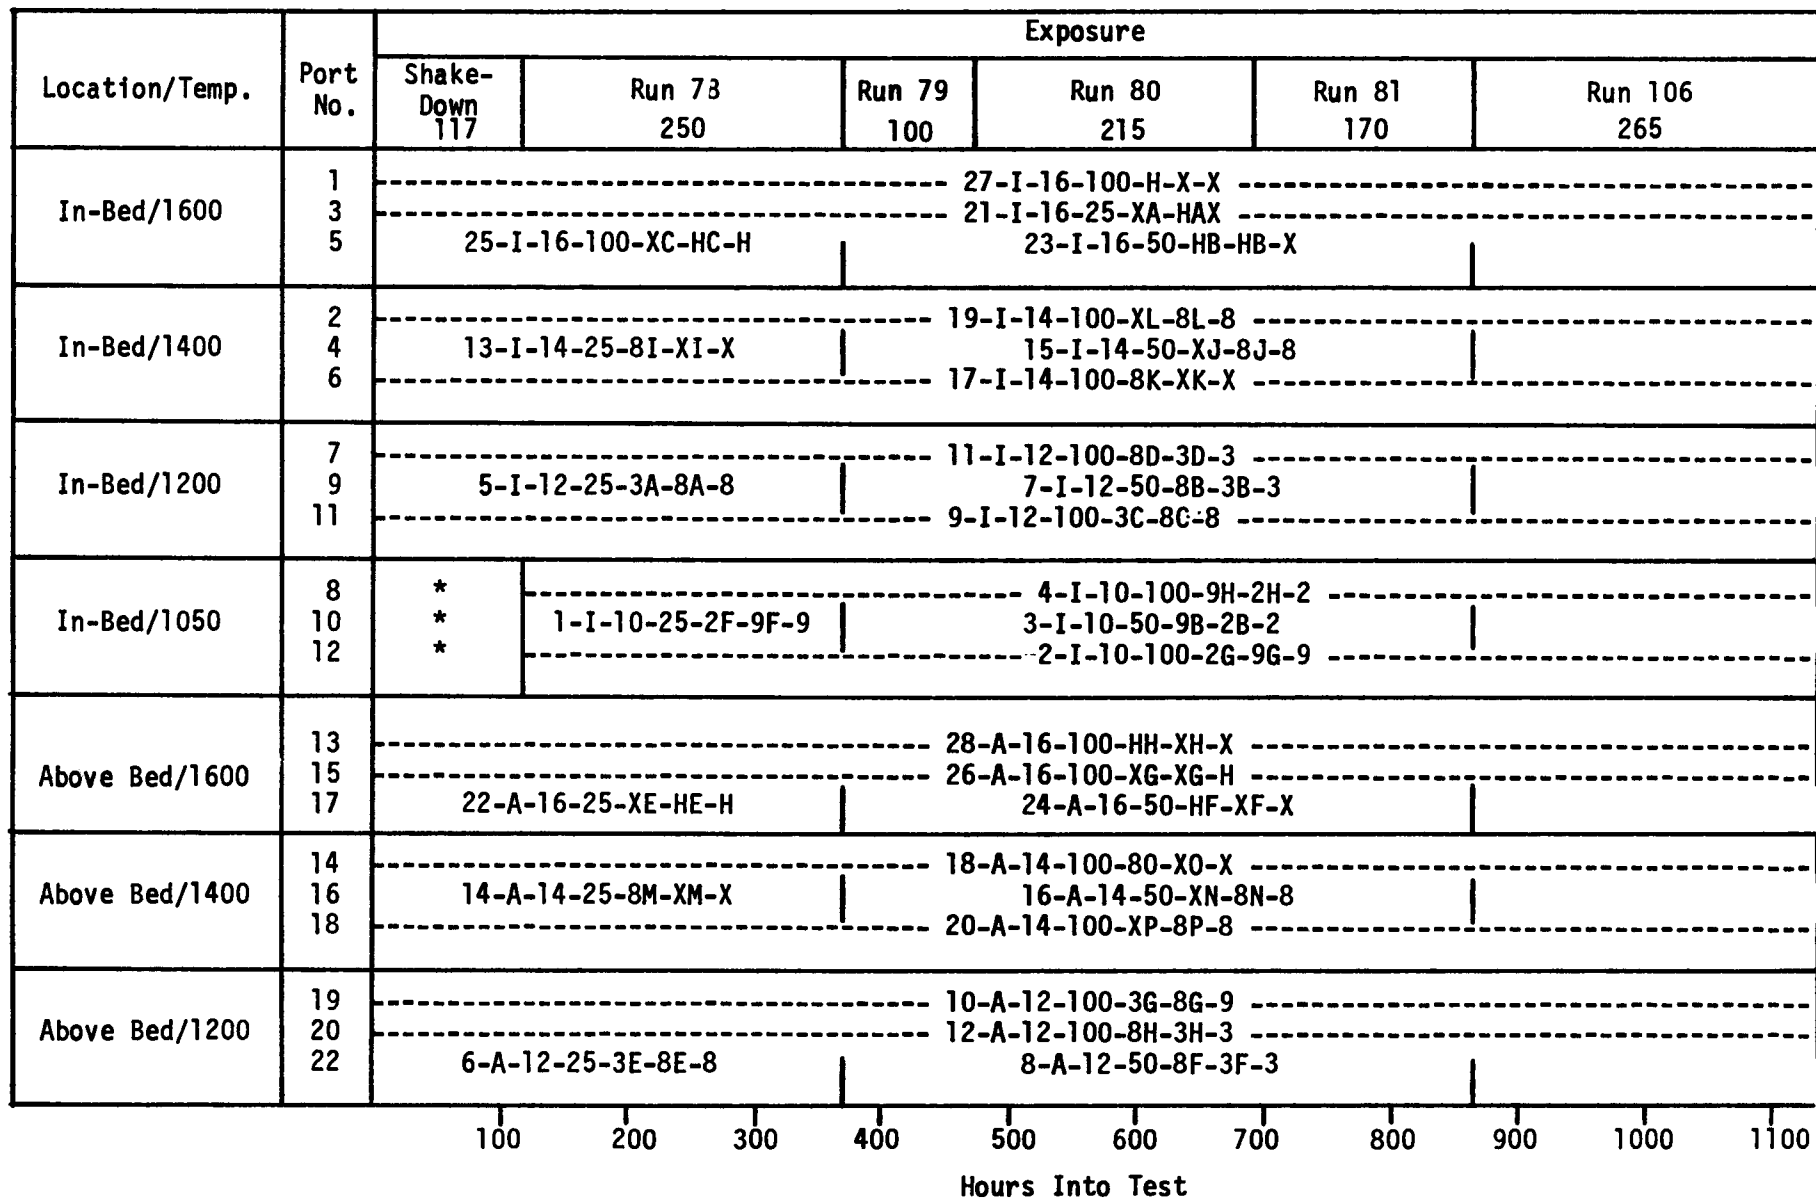 Exposure
Location/Temp.
Port No.
Shake-Down 117
Run 78 250
Run 79 100
Run 80 215
Run 81 170
Run 106 265
In-Bed/1600
1 27-I-16-100-H-X-X
3 21-I-16-25-XA-HAX
5 25-I-16-100-XC-HC-H 23-I-16-50-HB-HB-X
In-Bed/1400
2 19-I-14-100-XL-8L-8
4 13-I-14-25-8I-XI-X 15-I-14-50-XJ-8J-8
6 17-I-14-100-8K-XK-X
In-Bed/1200
7 11-I-12-100-8D-3D-3
9 5-I-12-25-3A-8A-8 7-I-12-50-8B-3B-3
11 9-I-12-100-3C-8C-8
In-Bed/1050
8 * 4-I-10-100-9H-2H-2
10 * 1-I-10-25-2F-9F-9 3-I-10-50-9B-2B-2
12 * 2-I-10-100-2G-9G-9
Above Bed/1600
13 28-A-16-100-HH-XH-X
15 26-A-16-100-XG-XG-H
17 22-A-16-25-XE-HE-H 24-A-16-50-HF-XF-X
Above Bed/1400
14 18-A-14-100-80-XO-X
16 14-A-14-25-8M-XM-X 16-A-14-50-XN-8N-8
18 20-A-14-100-XP-8P-8
Above Bed/1200
19 10-A-12-100-3G-8G-9
20 12-A-12-100-8H-3H-3
22 6-A-12-25-3E-8E-8 8-A-12-50-8F-3F-3
100 200 300 400 500 600 700 800 900 1000 1100
Hours Into Test